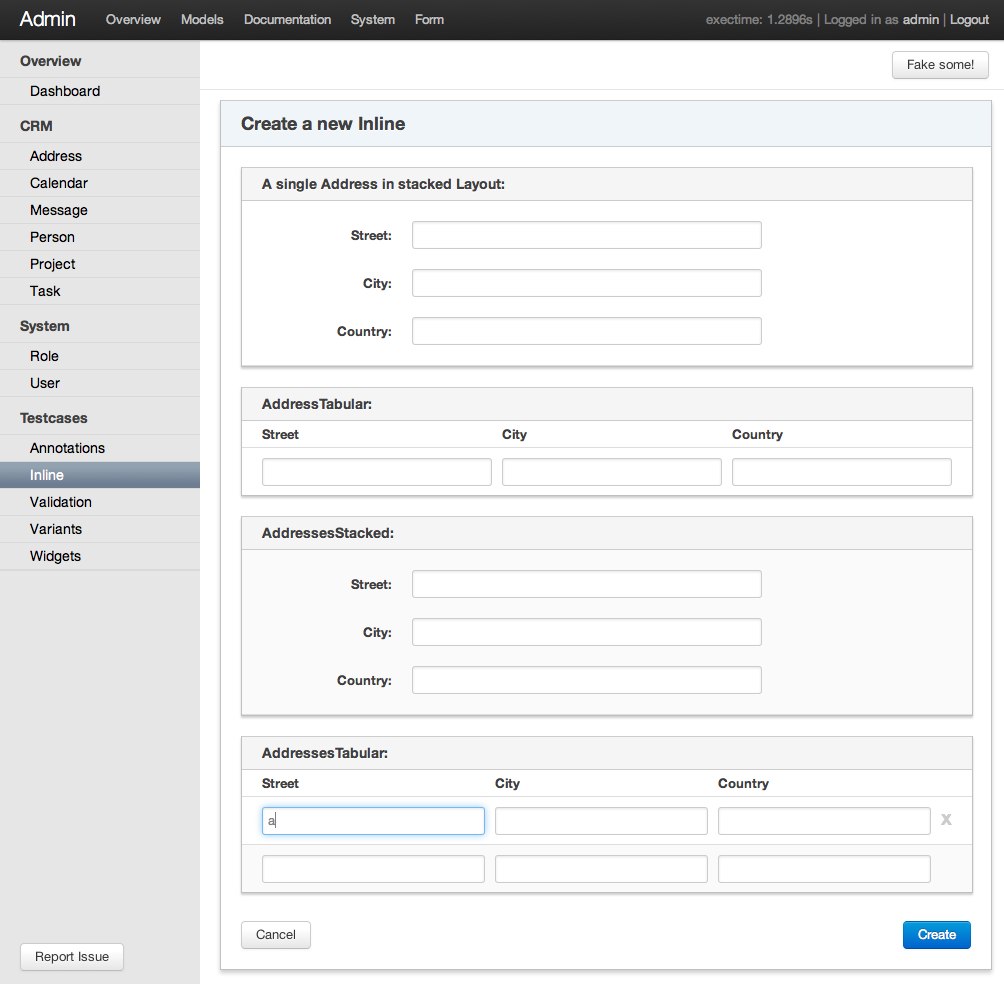 Admin Overview Models Documentation System Form exectime: 1.2896s | Logged in as admin | Logout
Overview
Dashboard
CRM
Address
Calendar
Message
Person
Project
Task
System
Role
User
Testcases
Annotations
Inline
Validation
Variants
Widgets
Report Issue
Fake some!
Create a new Inline
A single Address in stacked Layout:
Street:
City:
Country:
AddressTabular:
Street City Country
AddressesStacked:
Street:
City:
Country:
AddressesTabular:
Street City Country
a X
Cancel Create